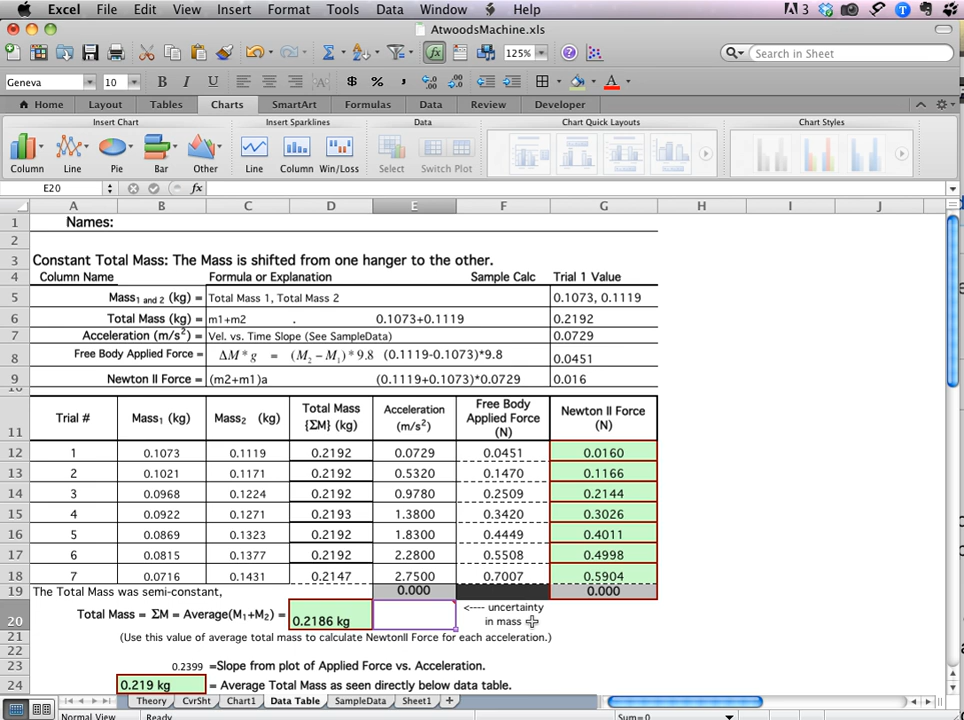 Excel File Edit View Insert Format Tools Data Window Help 3
AtwoodsMachine.xls
125% Search in Sheet
Geneva 10 B I U $ % A
Home Layout Tables Charts SmartArt Formulas Data Review Developer
Insert Chart Insert Sparklines Data Chart Quick Layouts Chart Styles
Column Line Pie Bar Other Line Column Win/Loss Select Switch Plot
E20 fx
A B C D E F G H I J
1 Names:
2
3 Constant Total Mass: The Mass is shifted from one hanger to the other.
4 Column Name Formula or Explanation Sample Calc Trial 1 Value
5 Mass1 and 2 (kg) = Total Mass 1, Total Mass 2 0.1073, 0.1119
6 Total Mass (kg) = m1+m2 . 0.1073+0.1119 0.2192
7 Acceleration (m/s²) = Vel. vs. Time Slope (See SampleData) 0.0729
8 Free Body Applied Force = ΔM*g = (M₂ − M₁)*9.8 (0.1119-0.1073)*9.8 0.0451
9 Newton II Force = (m2+m1)a (0.1119+0.1073)*0.0729 0.016
10
11 Trial # Mass₁ (kg) Mass₂ (kg) Total Mass {ΣM} (kg) Acceleration (m/s²) Free Body Applied Force (N) Newton II Force (N)
12 1 0.1073 0.1119 0.2192 0.0729 0.0451 0.0160
13 2 0.1021 0.1171 0.2192 0.5320 0.1470 0.1166
14 3 0.0968 0.1224 0.2192 0.9780 0.2509 0.2144
15 4 0.0922 0.1271 0.2193 1.3800 0.3420 0.3026
16 5 0.0869 0.1323 0.2192 1.8300 0.4449 0.4011
17 6 0.0815 0.1377 0.2192 2.2800 0.5508 0.4998
18 7 0.0716 0.1431 0.2147 2.7500 0.7007 0.5904
19 The Total Mass was semi-constant, 0.000 0.000
20 Total Mass = ΣM = Average(M₁+M₂) = 0.2186 kg <---- uncertainty in mass
21 (Use this value of average total mass to calculate NewtonII Force for each acceleration.)
22
23 0.2399 =Slope from plot of Applied Force vs. Acceleration.
24 0.219 kg = Average Total Mass as seen directly below data table.
Theory CvrSht Chart1 Data Table SampleData Sheet1 +
Normal View Ready Sum=0